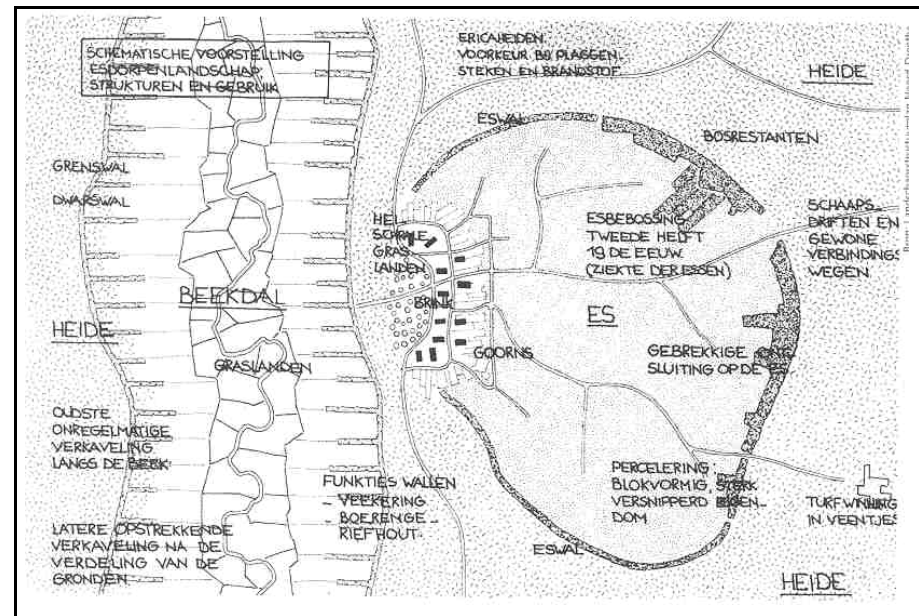 SCHEMATISCHE VOORSTELLING
ESDORPENLANDSCHAP:
STRUKTUREN EN GEBRUIK
ERICAHEIDEN
VOORKEUR BIJ PLAGGEN
STEKEN EN BRANDSTOF.
HEIDE
ESWAL
BOSRESTANTEN
GRENSWAL
DWARSWAL
SCHRALE
GRAS
LANDEN
ESBEBOSSING
TWEEDE HELFT
19 DE EEUW.
(ZIEKTE DER ESSEN)
SCHAAPS
DRIFTEN EN
GEWONE
VERBINDINGS
WEGEN.
BEEKDAL
BRINK
ES
HEIDE
GRASLANDEN
GOORNS
GEBREKKIGE ONT
SLUITING OP DE ES
OUDSTE
ONREGELMATIGE
VERKAVELING
LANGS DE BEEK
FUNKTIES WALLEN
- VEEKERING
- BOERENGE-
RIEFHOUT
PERCELERING
BLOKVORMIG, STERK
VERSNIPPERD EIGEN
DOM
TURFWINNING
IN VEENTJES
LATERE OPSTREKKENDE
VERKAVELING NA DE
VERDELING VAN DE
GRONDEN
ESWAL
HEIDE